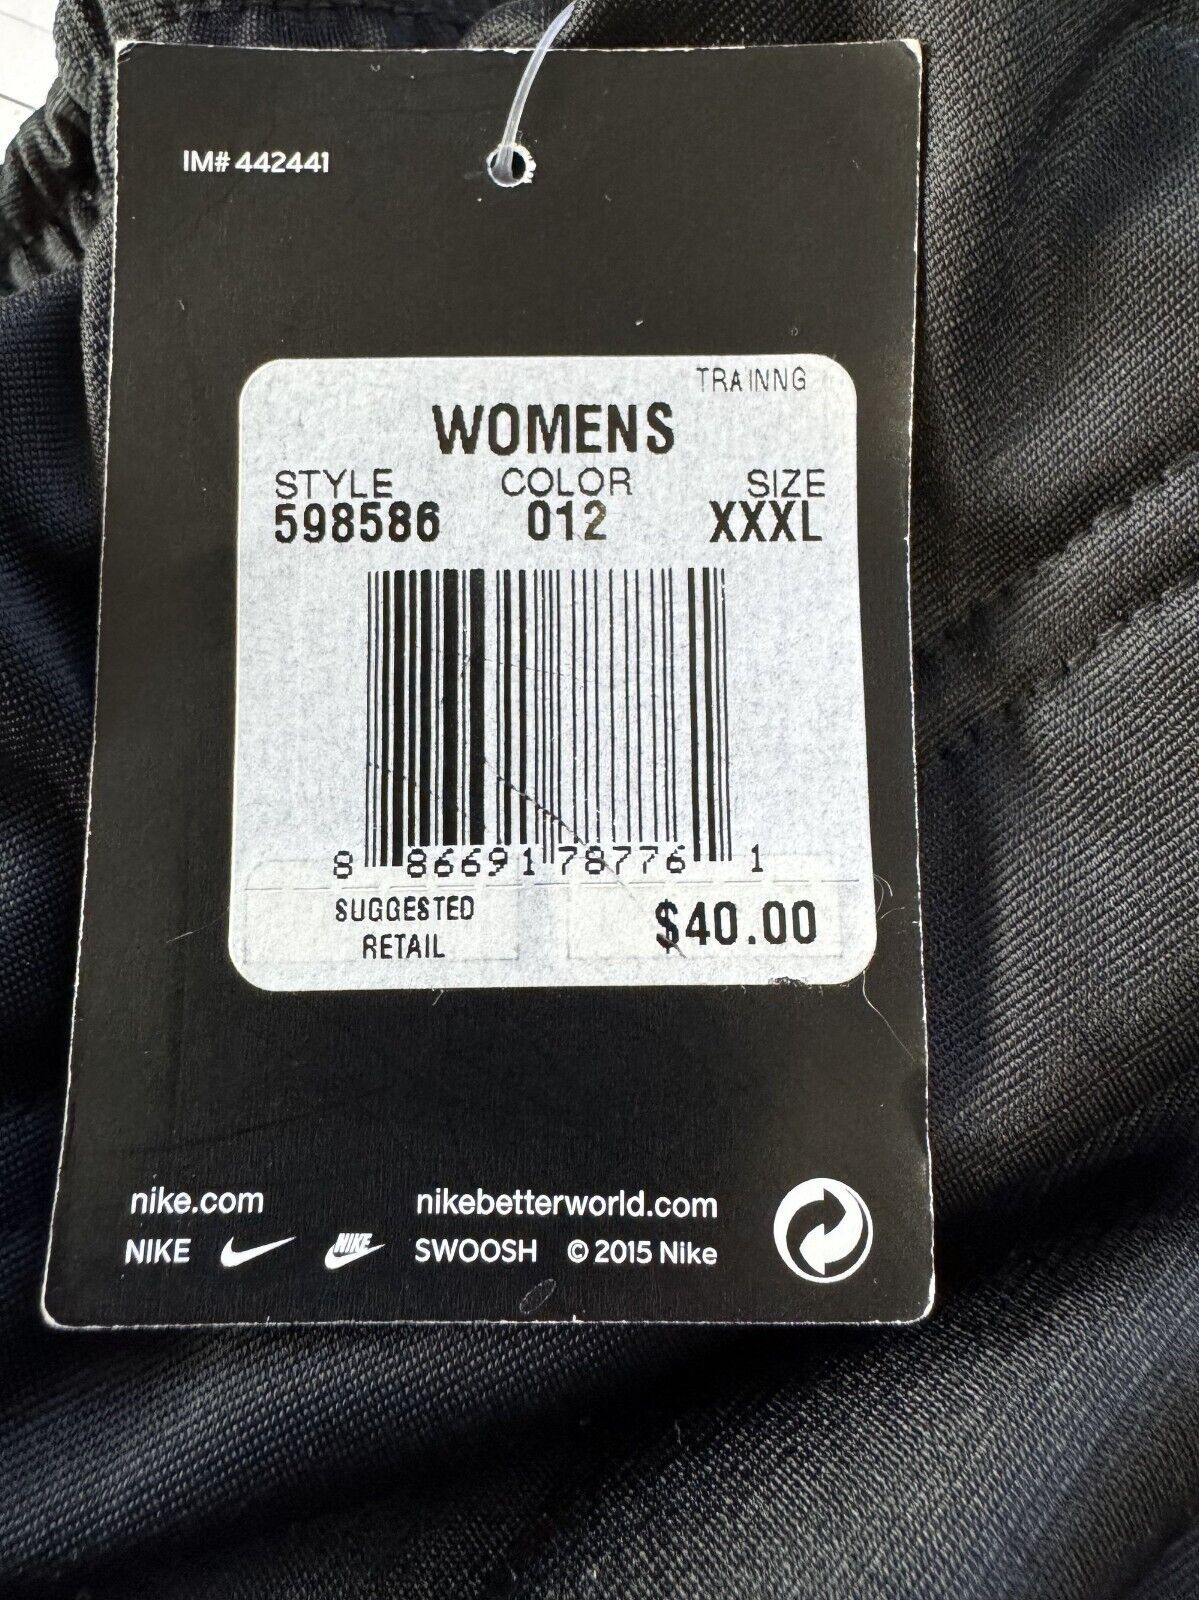 IM# 442441
TRAINNG
WOMENS
STYLE COLOR SIZE
598586 012 XXXL
8 86691 78776 1
SUGGESTED RETAIL $40.00
nike.com nikebetterworld.com
NIKE NIKE SWOOSH © 2015 Nike